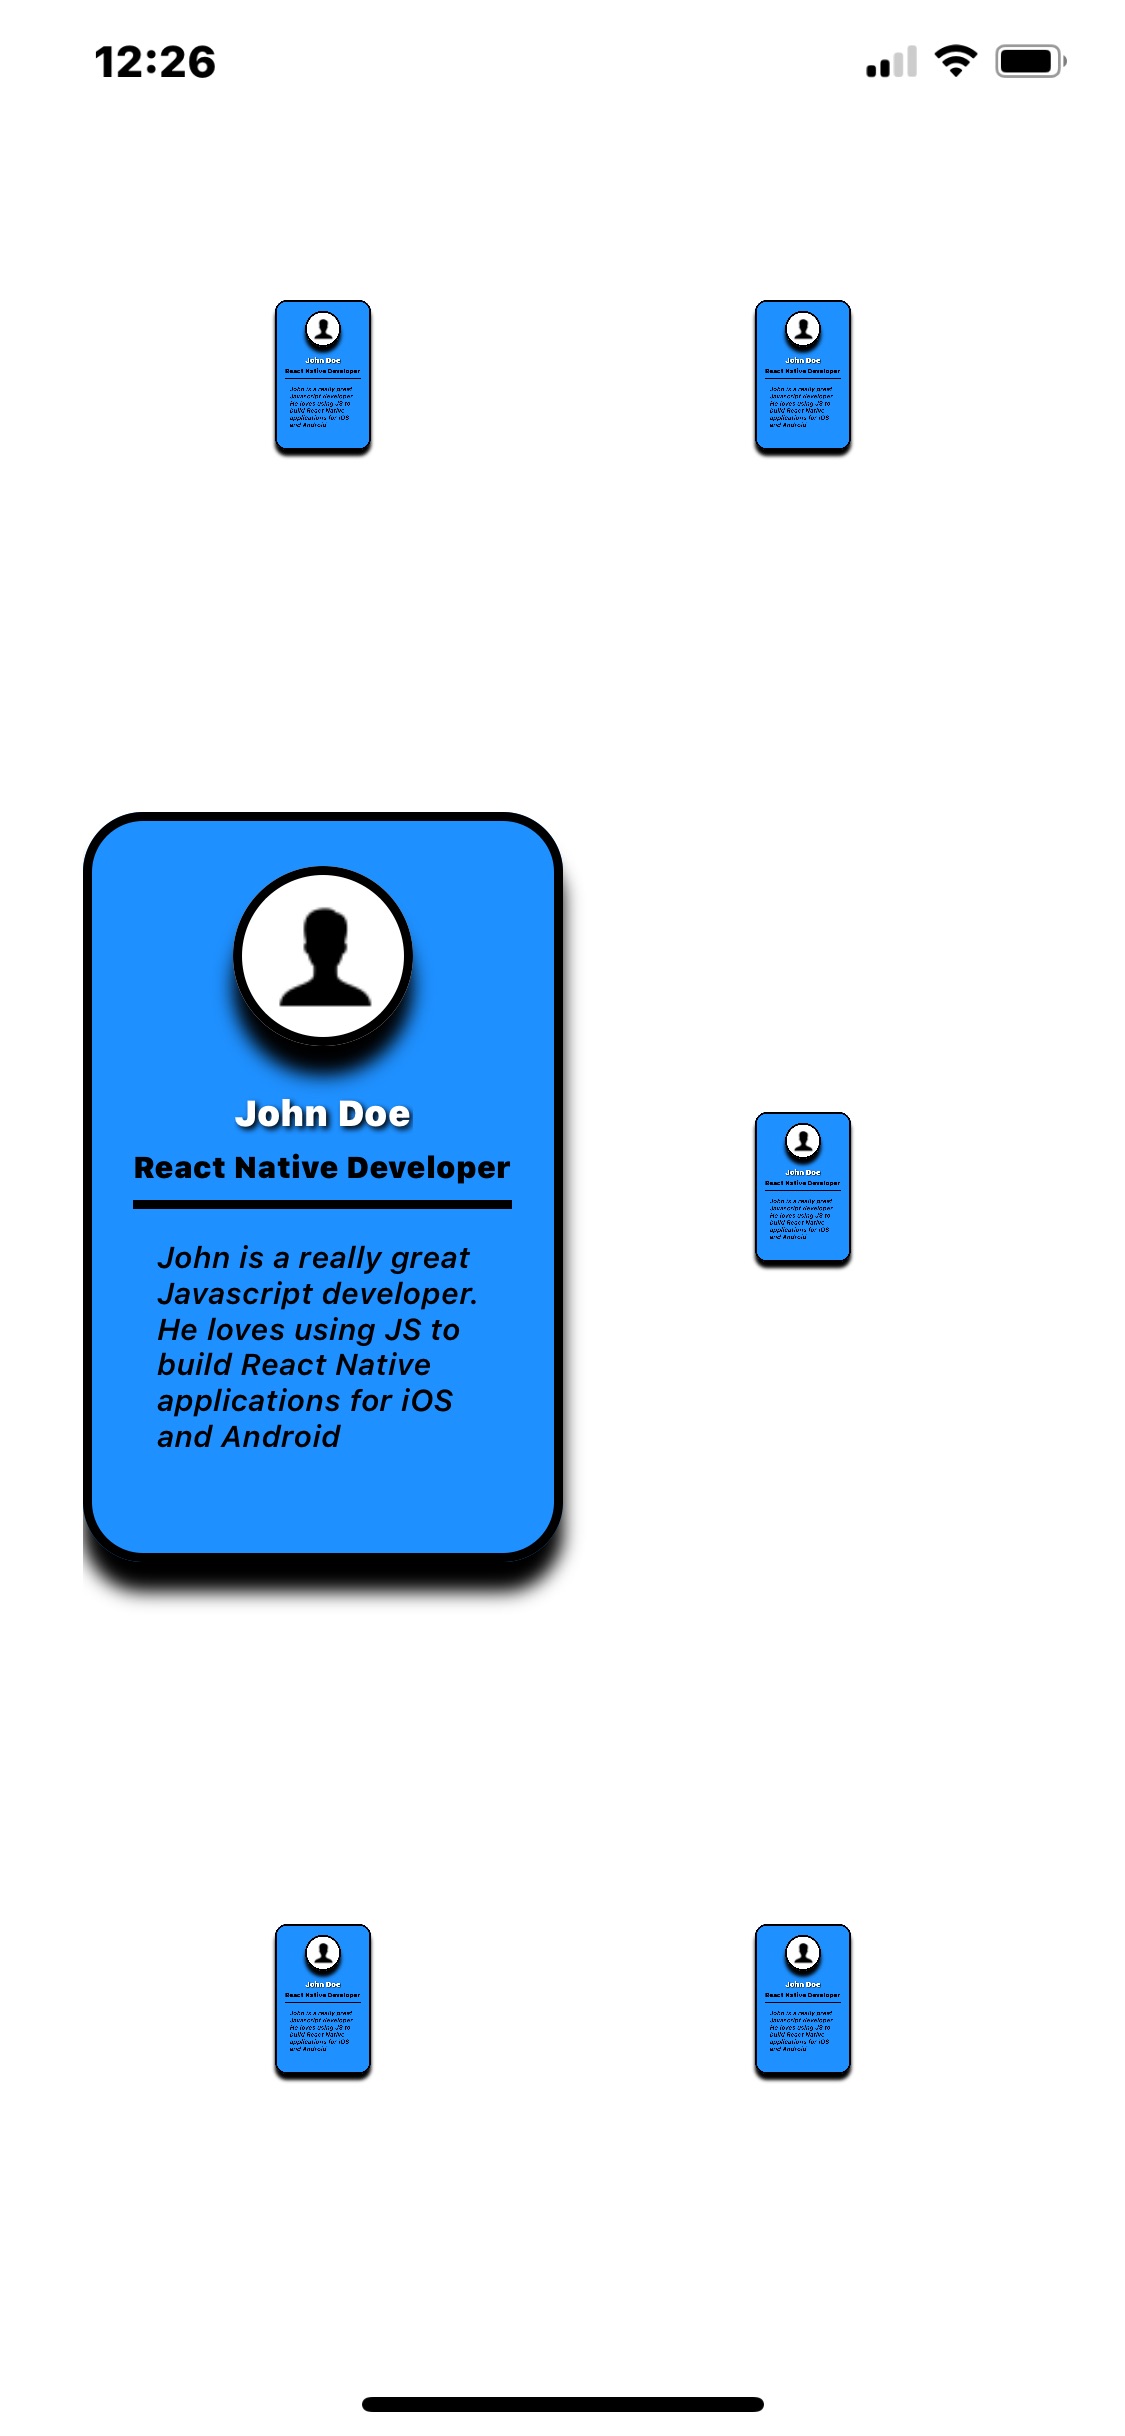 12:26
John Doe
React Native Developer
John is a really great
Javascript developer.
He loves using JS to
build React Native
applications for iOS
and Android
John Doe
React Native Developer
John is a really great
Javascript developer.
He loves using JS to
build React Native
applications for iOS
and Android
John Doe
React Native Developer
John is a really great
Javascript developer.
He loves using JS to
build React Native
applications for iOS
and Android
John Doe
React Native Developer
John is a really great
Javascript developer.
He loves using JS to
build React Native
applications for iOS
and Android
John Doe
React Native Developer
John is a really great
Javascript developer.
He loves using JS to
build React Native
applications for iOS
and Android
John Doe
React Native Developer
John is a really great
Javascript developer.
He loves using JS to
build React Native
applications for iOS
and Android